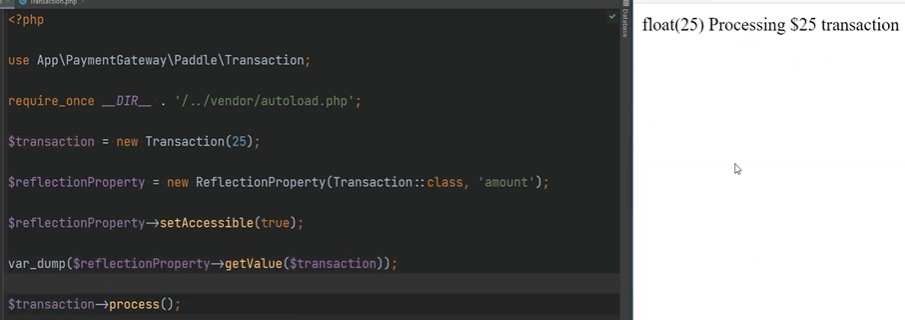 Transaction.php
<?php
use App\PaymentGateway\Paddle\Transaction;
require_once __DIR__ . '/../vendor/autoload.php';
$transaction = new Transaction(25);
$reflectionProperty = new ReflectionProperty(Transaction::class, 'amount');
$reflectionProperty->setAccessible(true);
var_dump($reflectionProperty->getValue($transaction));
$transaction->process();
Database
float(25) Processing $25 transaction